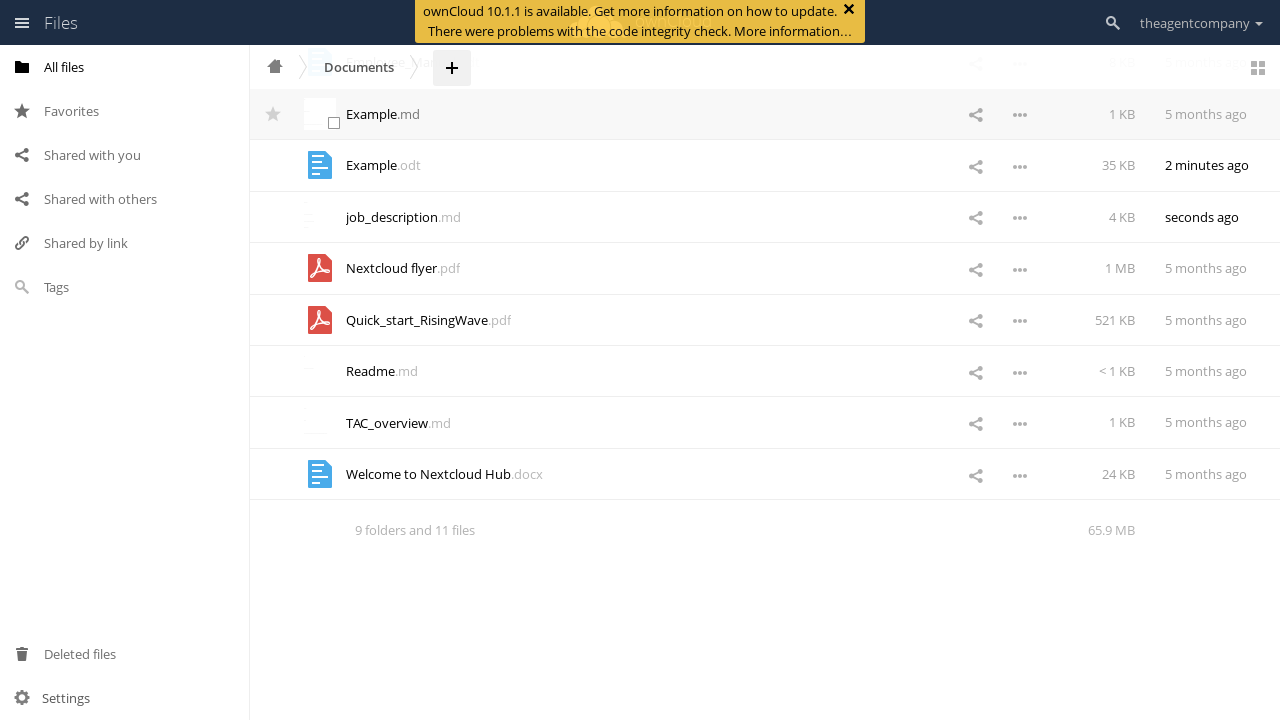 Files
ownCloud 10.1.1 is available. Get more information on how to update.
There were problems with the code integrity check. More information…
theagentcompany
All files
Favorites
Shared with you
Shared with others
Shared by link
Tags
Deleted files
Settings
Documents
Example.md 1 KB 5 months ago
Example.odt 35 KB 2 minutes ago
job_description.md 4 KB seconds ago
Nextcloud flyer.pdf 1 MB 5 months ago
Quick_start_RisingWave.pdf 521 KB 5 months ago
Readme.md < 1 KB 5 months ago
TAC_overview.md 1 KB 5 months ago
Welcome to Nextcloud Hub.docx 24 KB 5 months ago
9 folders and 11 files 65.9 MB